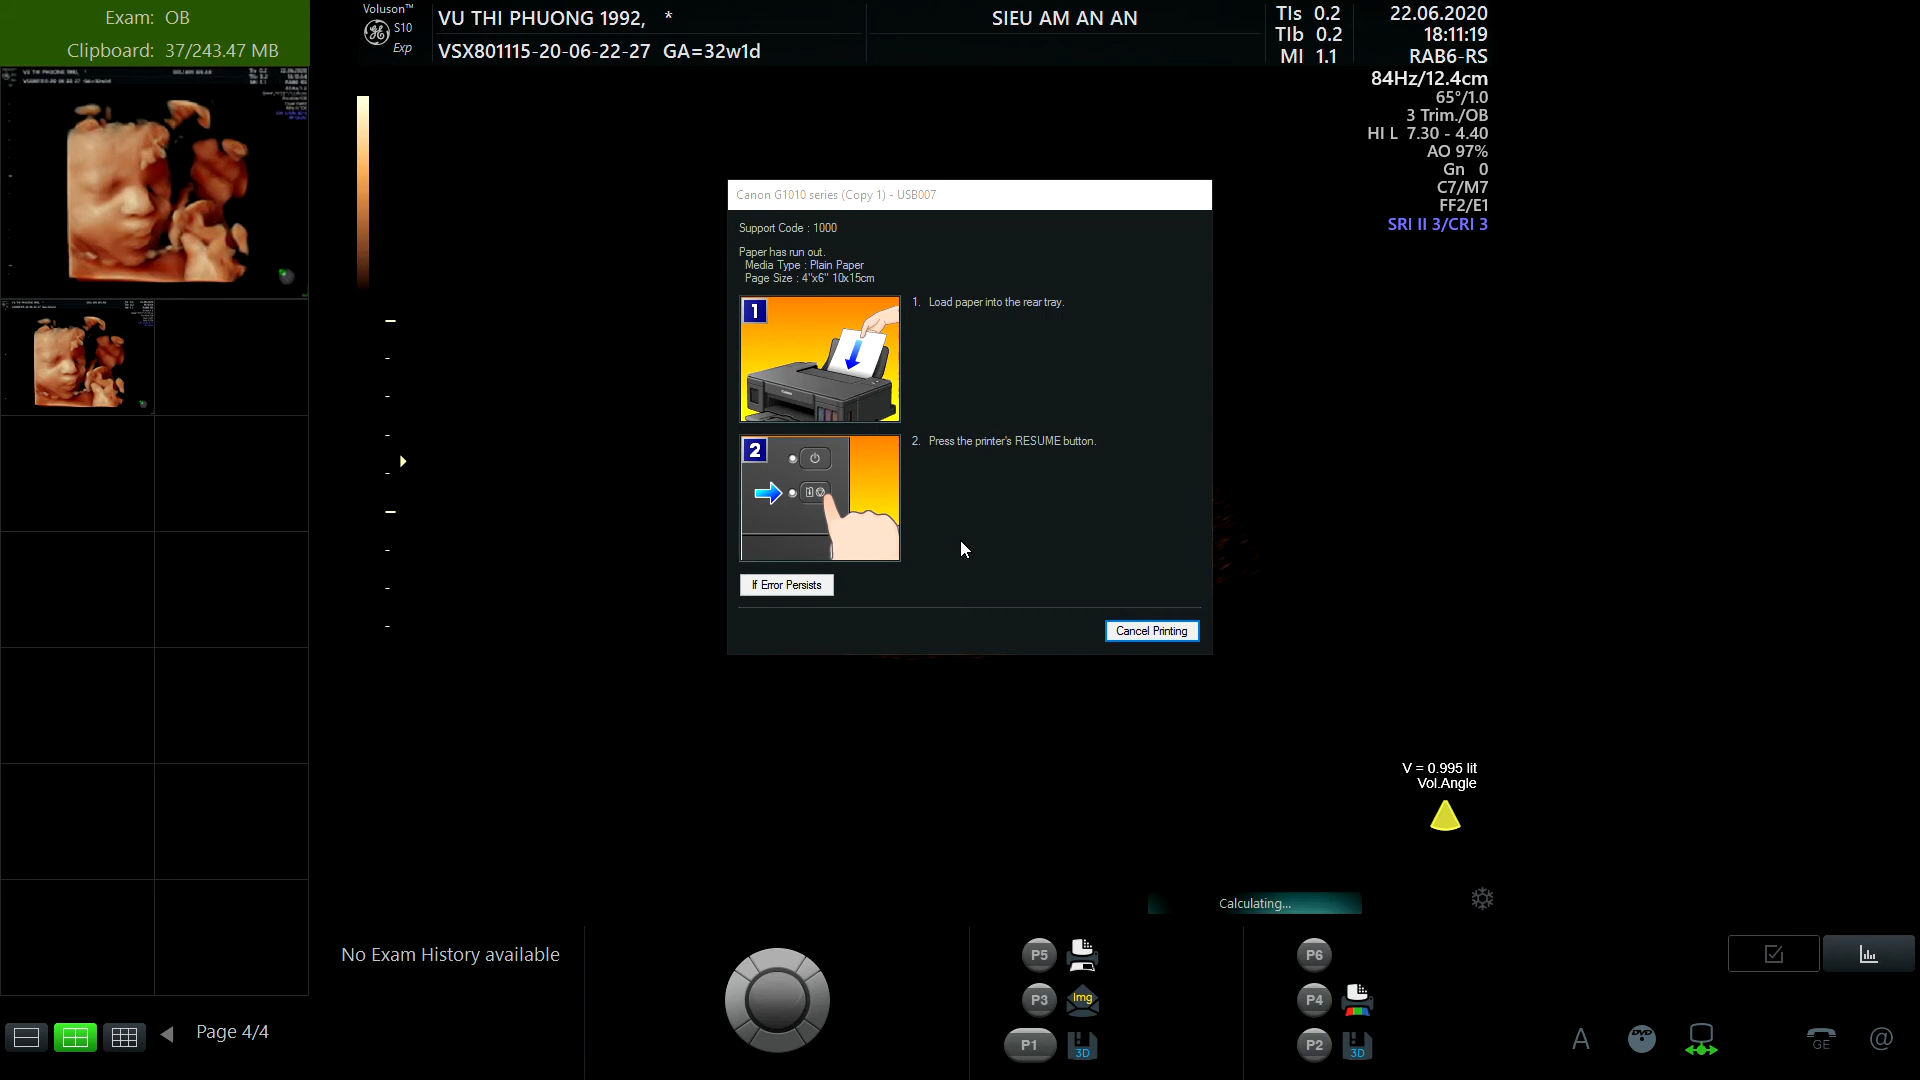 Exam: OB
Clipboard: 37/243.47 MB
Voluson™
S10
Exp
VU THI PHUONG 1992, *
VSX801115-20-06-22-27 GA=32w1d
SIEU AM AN AN
TIs 0.2
TIb 0.2
MI 1.1
22.06.2020
18:11:19
RAB6-RS
84Hz/12.4cm
65°/1.0
3 Trim./OB
HI L 7.30 - 4.40
AO 97%
Gn 0
C7/M7
FF2/E1
SRI II 3/CRI 3
Canon G1010 series (Copy 1) - USB007
Support Code : 1000
Paper has run out.
Media Type : Plain Paper
Page Size : 4"x6" 10x15cm
1
1. Load paper into the rear tray.
2
2. Press the printer's RESUME button.
If Error Persists
Cancel Printing
V = 0.995 lit
Vol.Angle
Calculating...
No Exam History available
P5
P3
Img
P1
3D
P6
P4
P2
3D
Page 4/4
A
DVD
GE
@